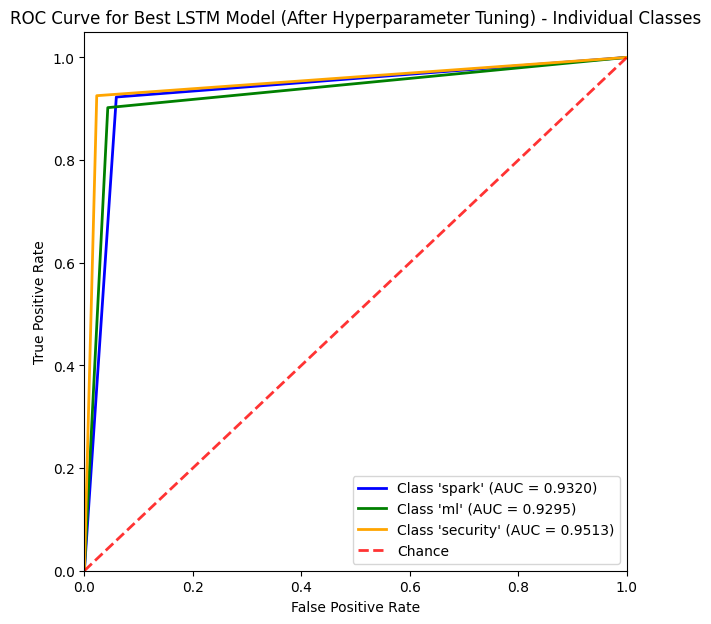 ROC Curve for Best LSTM Model (After Hyperparameter Tuning) - Individual Classes
1.0
0.8
0.6
0.4
0.2
0.0
True Positive Rate
Class 'spark' (AUC = 0.9320)
Class 'ml' (AUC = 0.9295)
Class 'security' (AUC = 0.9513)
Chance
0.0 0.2 0.4 0.6 0.8 1.0
False Positive Rate